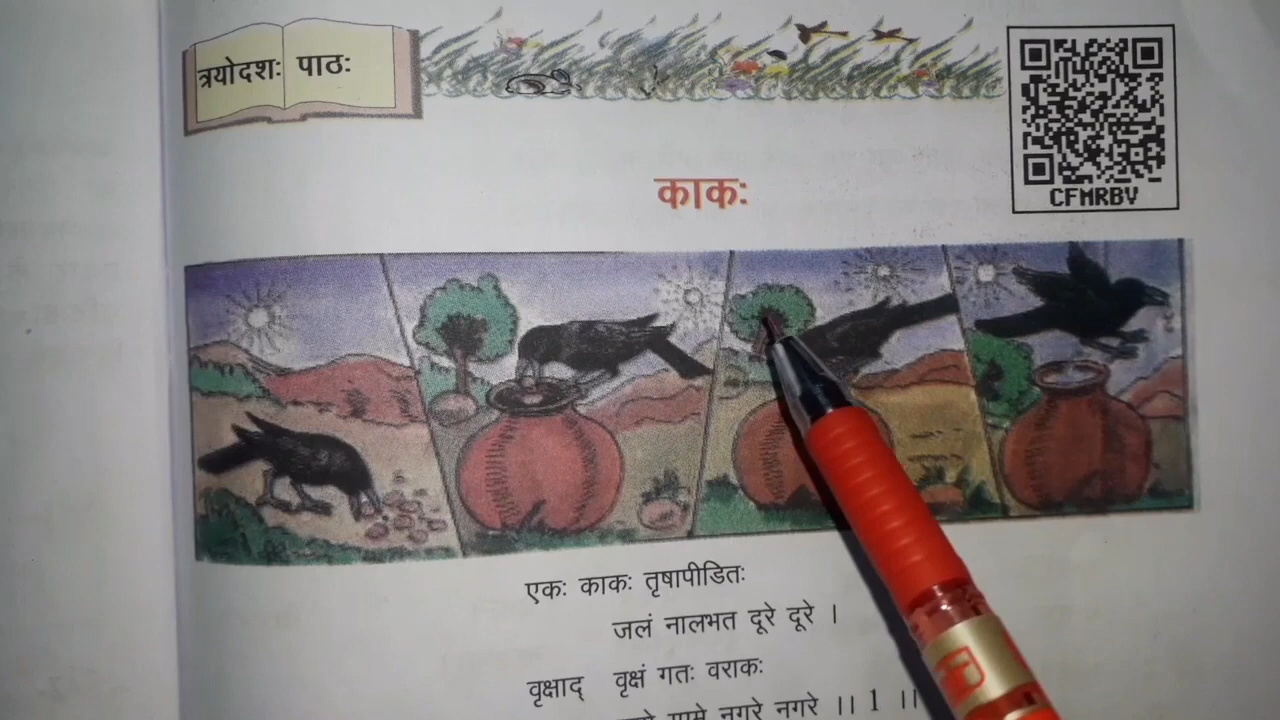 त्रयोदशः पाठः
CFMRBV
काकः
एकः काकः तृषापीडितः
जलं नालभत दूरे दूरे ।
वृक्षाद् वृक्षं गतः वराकः
नगरे नगरे ।। 1 ।।